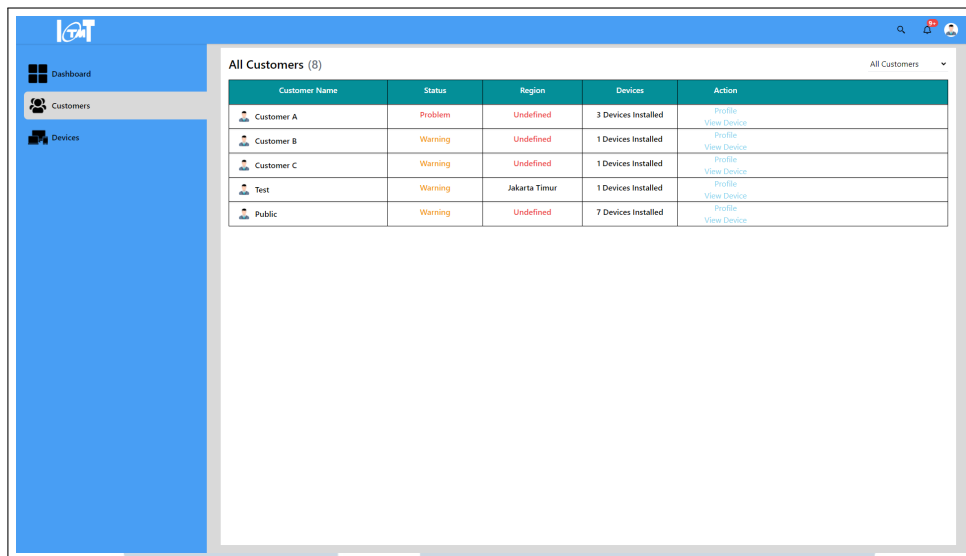 IoT
9+
Dashboard
Customers
Devices
All Customers (8)
All Customers
Customer Name Status Region Devices Action
Customer A Problem Undefined 3 Devices Installed Profile
View Device
Customer B Warning Undefined 1 Devices Installed Profile
View Device
Customer C Warning Undefined 1 Devices Installed Profile
View Device
Test Warning Jakarta Timur 1 Devices Installed Profile
View Device
Public Warning Undefined 7 Devices Installed Profile
View Device